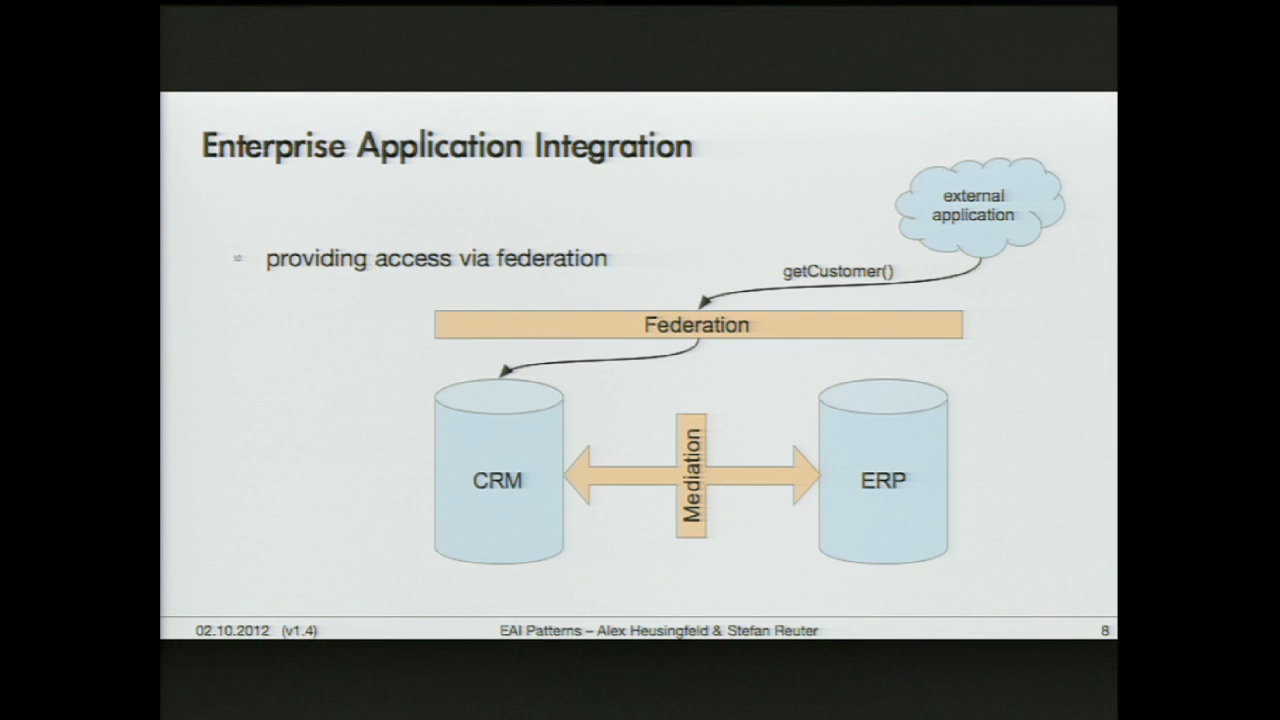 Enterprise Application Integration
external
application
providing access via federation
getCustomer()
Federation
Mediation
CRM
ERP
02.10.2012 (v1.4)
EAI Patterns – Alex Heusingfeld & Stefan Reuter
8